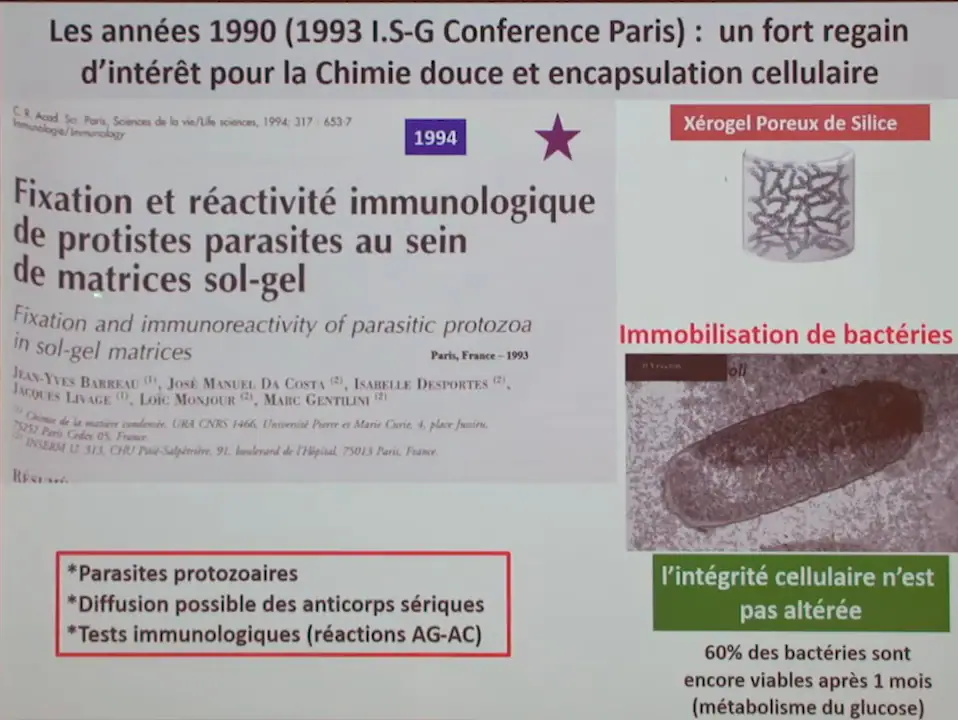 Les années 1990 (1993 I.S-G Conference Paris) : un fort regain
d'intérêt pour la Chimie douce et encapsulation cellulaire
C. R. Acad. Sci. Paris, Sciences de la vie/Life sciences, 1994; 317 : 653-7
Immunologie/Immunology
1994
Fixation et réactivité immunologique
de protistes parasites au sein
de matrices sol-gel
Fixation and immunoreactivity of parasitic protozoa
in sol-gel matrices
Paris, France – 1993
JEAN-YVES BARREAU (1), JOSÉ MANUEL DA COSTA (2), ISABELLE DESPORTES (2),
JACQUES LIVAGE (1), LOÏC MONJOUR (2), MARC GENTILINI (2)
(1) Chimie de la matière condensée, URA CNRS 1466, Université Pierre et Marie Curie, 4, place Jussieu,
75252 Paris Cedex 05, France.
(2) INSERM U. 313, CHU Pitié-Salpêtrière, 91, boulevard de l'Hôpital, 75013 Paris, France.
RÉSUMÉ
*Parasites protozoaires
*Diffusion possible des anticorps sériques
*Tests immunologiques (réactions AG-AC)
Xérogel Poreux de Silice
Immobilisation de bactéries
oli
l'intégrité cellulaire n'est
pas altérée
60% des bactéries sont
encore viables après 1 mois
(métabolisme du glucose)